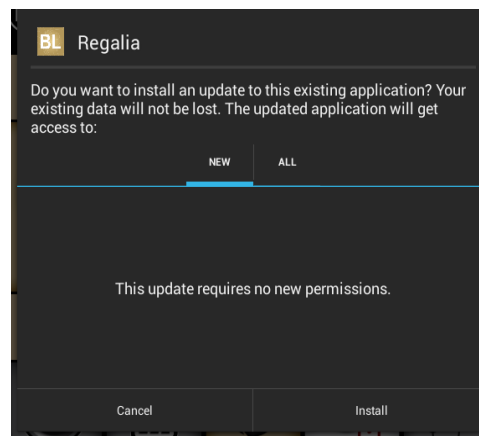 BL Regalia
Do you want to install an update to this existing application? Your
existing data will not be lost. The updated application will get
access to:
NEW ALL
This update requires no new permissions.
Cancel Install